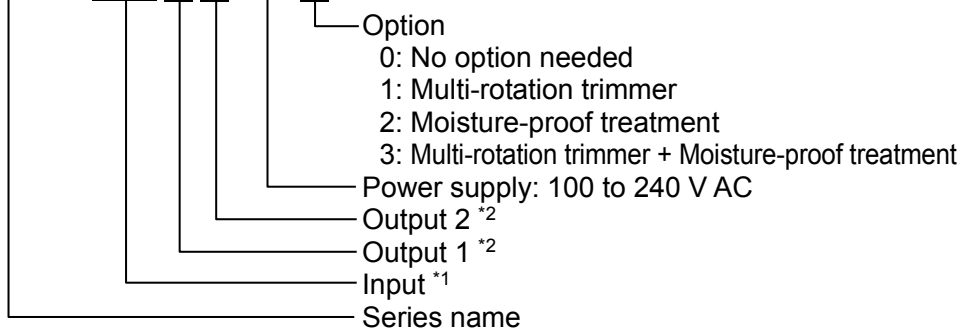 Option
0: No option needed
1: Multi-rotation trimmer
2: Moisture-proof treatment
3: Multi-rotation trimmer + Moisture-proof treatment
Power supply: 100 to 240 V AC
Output 2 *2
Output 1 *2
Input *1
Series name